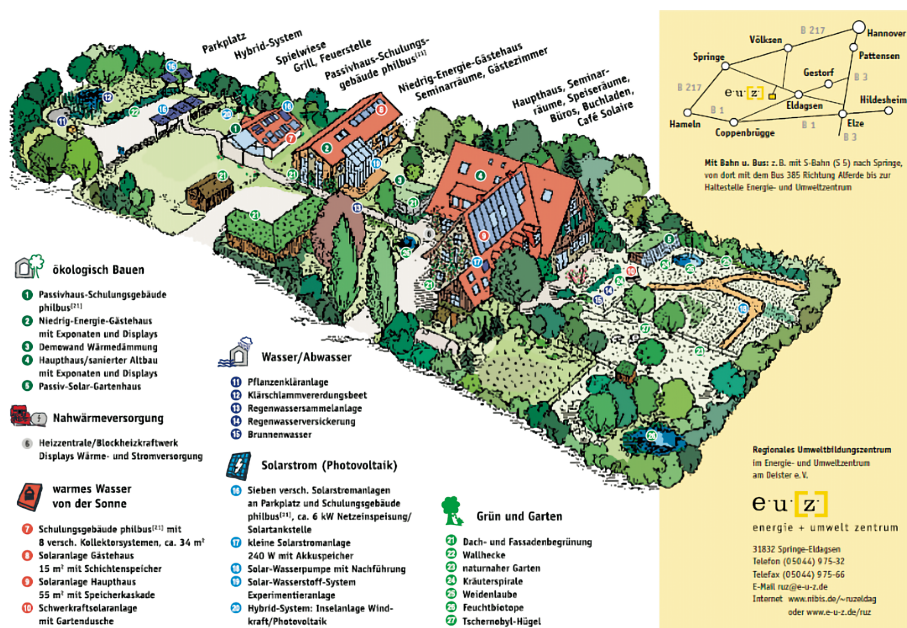 Parkplatz
Hybrid-System
Spielwiese
Grill, Feuerstelle
Passivhaus-Schulungs-
gebäude philbus[21]
Niedrig-Energie-Gästehaus
Seminarräume, Gästezimmer
Haupthaus, Seminar-
räume, Speiseräume,
Büros, Buchladen,
Café Solaire
B 217
Hannover
Völksen
Pattensen
Springe
B 3
Gestorf
B 217
e·u·[z·]
Eldagsen
Hildesheim
B 1
Hameln
Coppenbrügge
B 1
Elze
B 3
Mit Bahn u. Bus: z.B. mit S-Bahn (S 5) nach Springe,
von dort mit dem Bus 385 Richtung Alferde bis zur
Haltestelle Energie- und Umweltzentrum
ökologisch Bauen
1 Passivhaus-Schulungsgebäude
philbus[21]
2 Niedrig-Energie-Gästehaus
mit Exponaten und Displays
3 Demowand Wärmedämmung
4 Haupthaus/sanierter Altbau
mit Exponaten und Displays
5 Passiv-Solar-Gartenhaus
Nahwärmeversorgung
6 Heizzentrale/Blockheizkraftwerk
Displays Wärme- und Stromversorgung
warmes Wasser
von der Sonne
7 Schulungsgebäude philbus[21] mit
8 versch. Kollektorsystemen, ca. 34 m²
8 Solaranlage Gästehaus
15 m² mit Schichtenspeicher
9 Solaranlage Haupthaus
55 m² mit Speicherkaskade
10 Schwerkraftsolaranlage
mit Gartendusche
Wasser/Abwasser
11 Pflanzenkläranlage
12 Klärschlammvererdungsbeet
13 Regenwassersammelanlage
14 Regenwasserversickerung
15 Brunnenwasser
Solarstrom (Photovoltaik)
16 Sieben versch. Solarstromanlagen
an Parkplatz und Schulungsgebäude
philbus[21], ca. 6 kW Netzeinspeisung/
Solartankstelle
17 kleine Solarstromanlage
240 W mit Akkuspeicher
18 Solar-Wasserpumpe mit Nachführung
19 Solar-Wasserstoff-System
Experimentieranlage
20 Hybrid-System: Inselanlage Wind-
kraft/Photovoltaik
Grün und Garten
21 Dach- und Fassadenbegrünung
22 Wallhecke
23 naturnaher Garten
24 Kräuterspirale
25 Weidenlaube
26 Feuchtbiotope
27 Tschernobyl-Hügel
Regionales Umweltbildungszentrum
im Energie- und Umweltzentrum
am Deister e.V.
e·u·[z·]
energie + umwelt zentrum
31832 Springe-Eldagsen
Telefon (05044) 975-32
Telefax (05044) 975-66
E-Mail ruz@e-u-z.de
Internet www.nibis.de/~ruzeldag
oder www.e-u-z.de/ruz